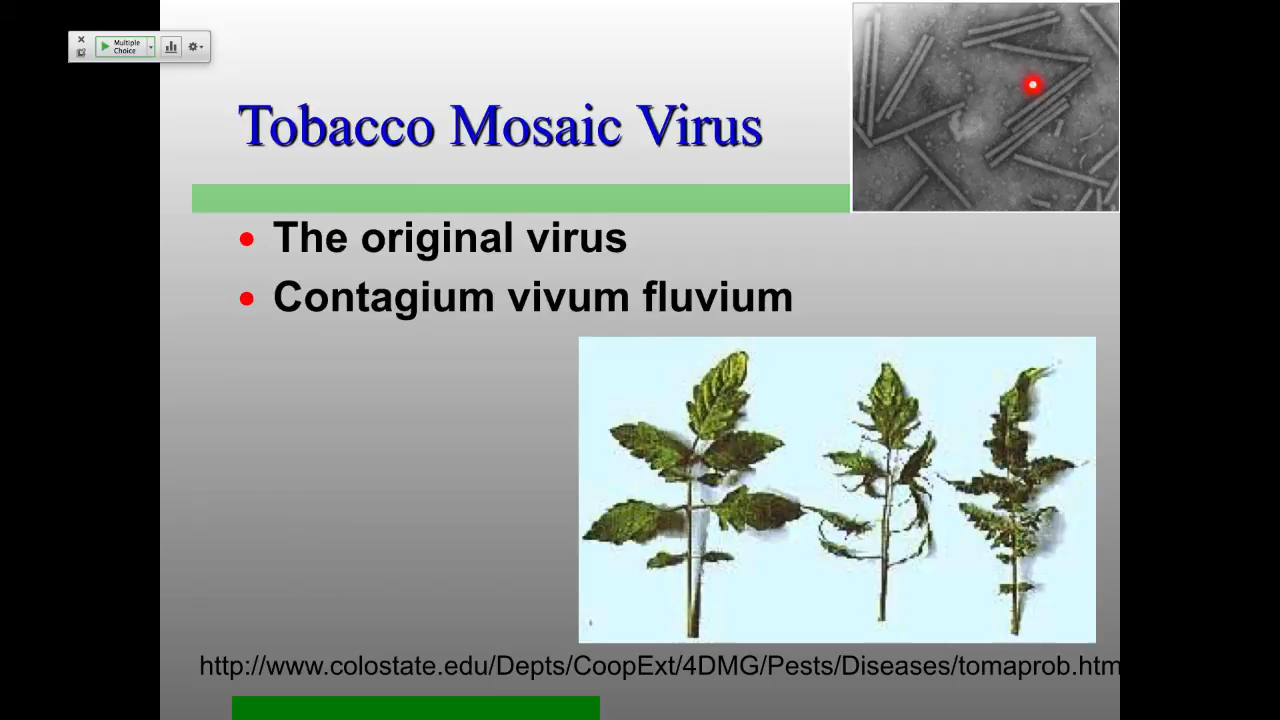 Multiple
Choice
Tobacco Mosaic Virus
The original virus
Contagium vivum fluvium
http://www.colostate.edu/Depts/CoopExt/4DMG/Pests/Diseases/tomaprob.htm